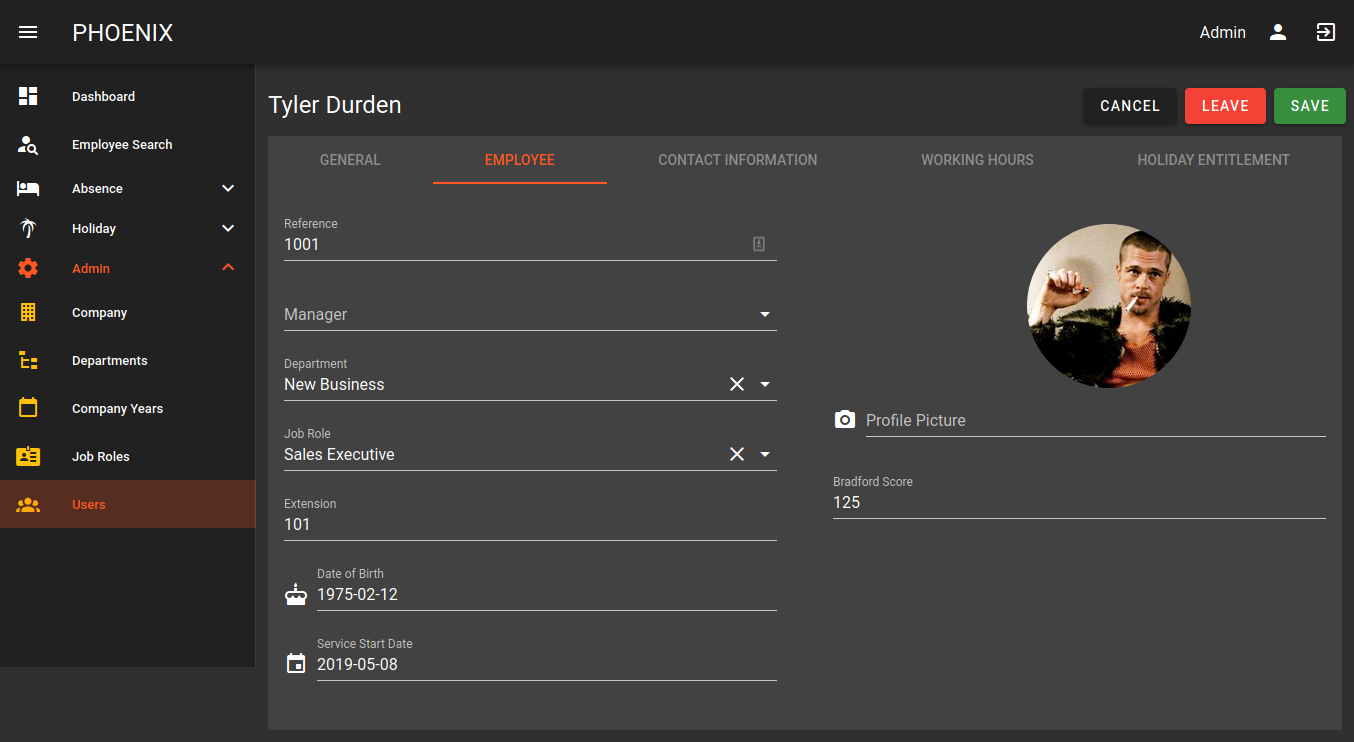 PHOENIX
Admin
Dashboard
Employee Search
Absence
Holiday
Admin
Company
Departments
Company Years
Job Roles
Users
Tyler Durden
CANCEL
LEAVE
SAVE
GENERAL
EMPLOYEE
CONTACT INFORMATION
WORKING HOURS
HOLIDAY ENTITLEMENT
Reference
1001
Manager
Department
New Business
Job Role
Sales Executive
Extension
101
Date of Birth
1975-02-12
Service Start Date
2019-05-08
Profile Picture
Bradford Score
125